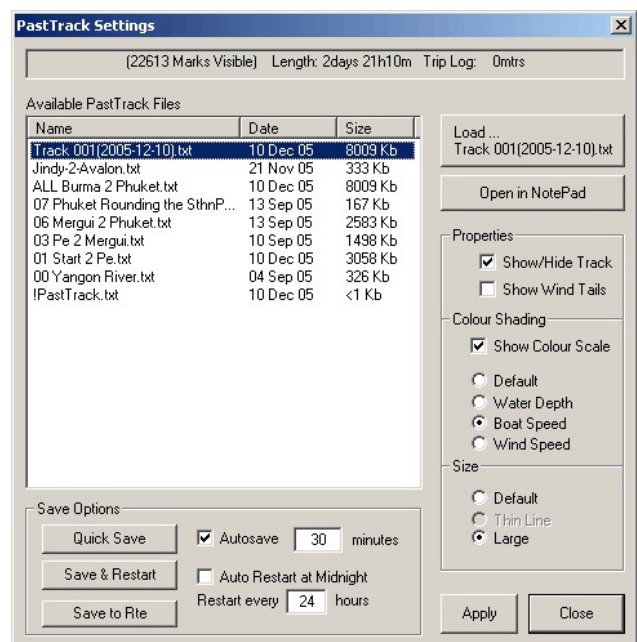 PastTrack Settings
(22613 Marks Visible) Length: 2days 21h10m Trip Log: 0mtrs
Available PastTrack Files
Name Date Size
Track 001(2005-12-10).txt 10 Dec 05 8009 Kb
Jindy-2-Avalon.txt 21 Nov 05 333 Kb
ALL Burma 2 Phuket.txt 10 Dec 05 8009 Kb
07 Phuket Rounding the SthnP... 13 Sep 05 167 Kb
06 Mergui 2 Phuket.txt 13 Sep 05 2583 Kb
03 Pe 2 Mergui.txt 10 Sep 05 1498 Kb
01 Start 2 Pe.txt 10 Dec 05 3058 Kb
00 Yangon River.txt 04 Sep 05 326 Kb
!PastTrack.txt 10 Dec 05 <1 Kb
Load ...
Track 001(2005-12-10).txt
Open in NotePad
Properties
Show/Hide Track
Show Wind Tails
Colour Shading
Show Colour Scale
Default
Water Depth
Boat Speed
Wind Speed
Size
Default
Thin Line
Large
Save Options
Quick Save
Autosave 30 minutes
Save & Restart
Auto Restart at Midnight
Restart every 24 hours
Save to Rte
Apply
Close